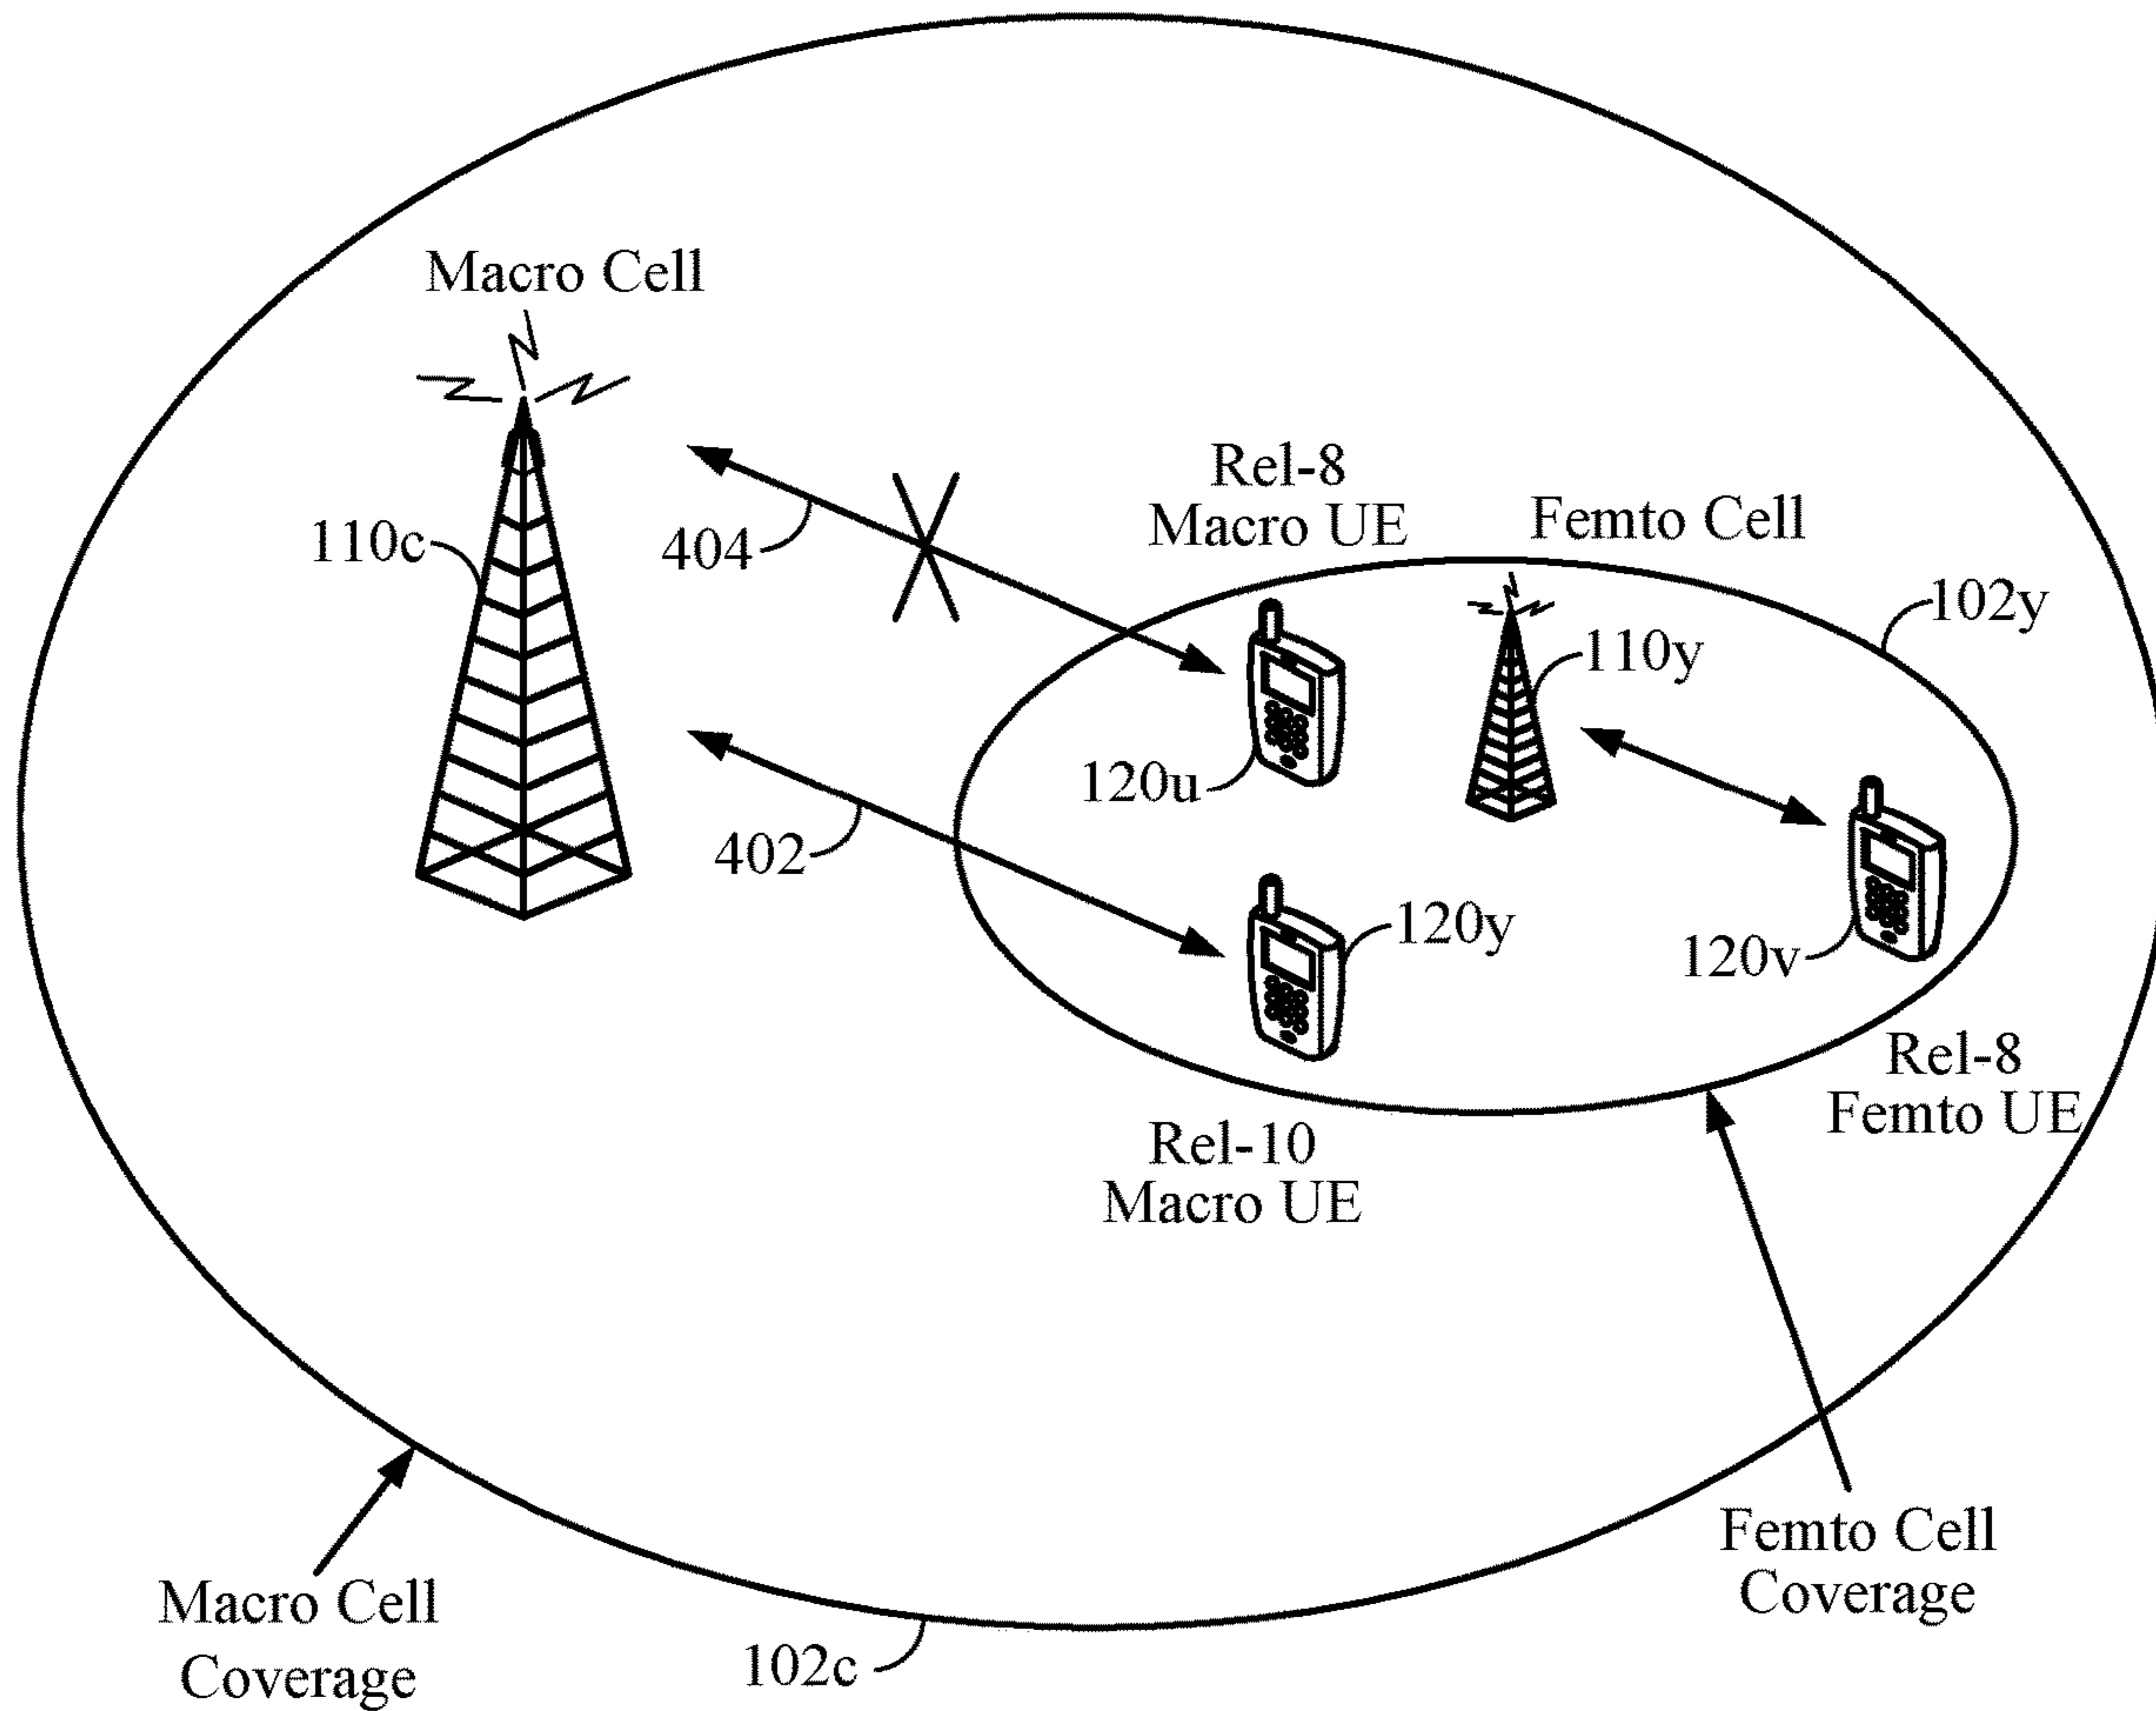 Macro Cell
110c
404
402
Rel-8
Macro UE
Femto Cell
102y
110y
120u
120y
120v
Rel-8
Femto UE
Rel-10
Macro UE
Femto Cell
Coverage
Macro Cell
Coverage
102c